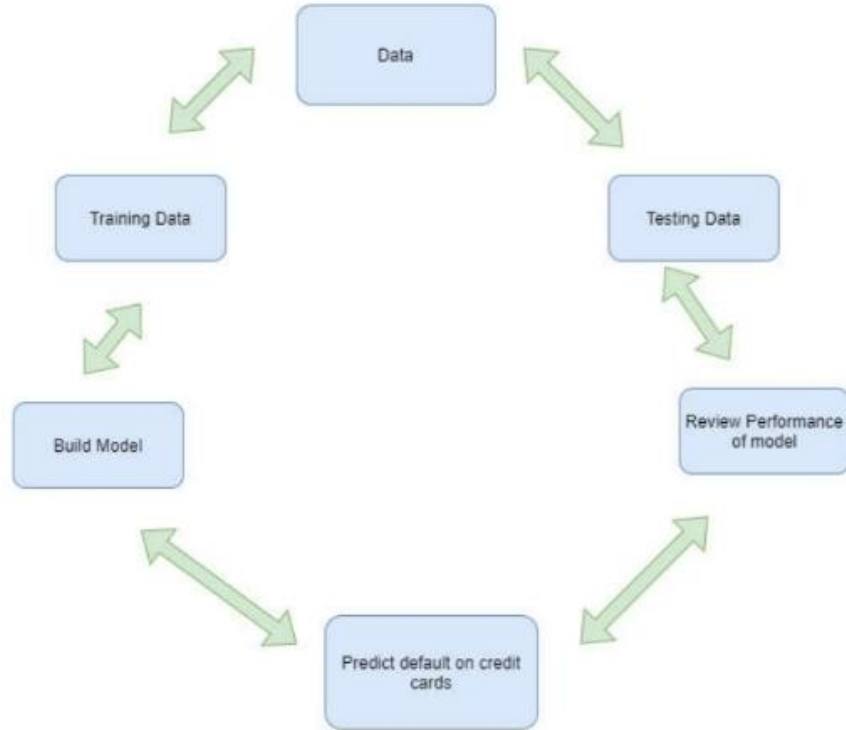 Data
Training Data
Testing Data
Build Model
Review Performance
of model
Predict default on credit
cards